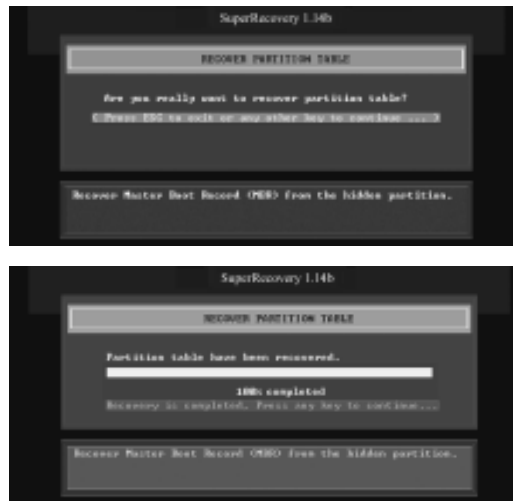 SuperRecovery 1.14b
RECOVER PARTITION TABLE
Are you really want to recover partition table?
( Press ESC to exit or any other key to continue ... )
Recover Master Boot Record (MBR) from the hidden partition.
SuperRecovery 1.14b
RECOVER PARTITION TABLE
Partition table have been recovered.
100% completed
Recovery is completed. Press any key to continue...
Recover Master Boot Record (MBR) from the hidden partition.